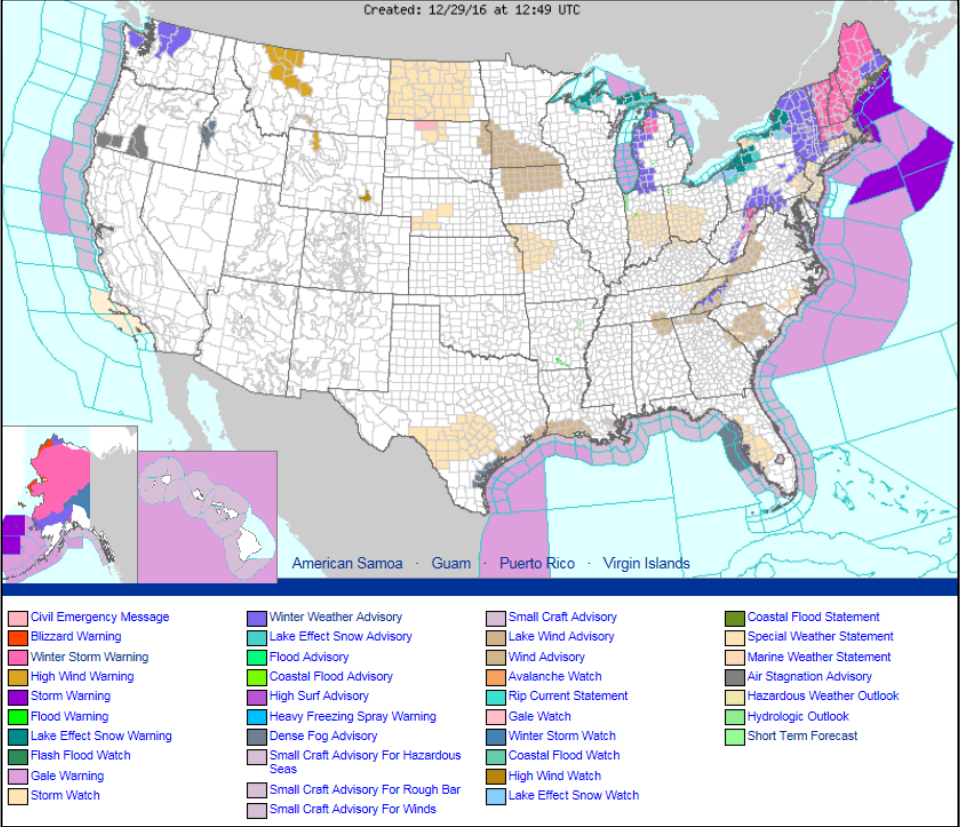 Created: 12/29/16 at 12:49 UTC
American Samoa · Guam · Puerto Rico · Virgin Islands
Civil Emergency Message
Blizzard Warning
Winter Storm Warning
High Wind Warning
Storm Warning
Flood Warning
Lake Effect Snow Warning
Flash Flood Watch
Gale Warning
Storm Watch
Winter Weather Advisory
Lake Effect Snow Advisory
Flood Advisory
Coastal Flood Advisory
High Surf Advisory
Heavy Freezing Spray Warning
Dense Fog Advisory
Small Craft Advisory For Hazardous
Seas
Small Craft Advisory For Rough Bar
Small Craft Advisory For Winds
Small Craft Advisory
Lake Wind Advisory
Wind Advisory
Avalanche Watch
Rip Current Statement
Gale Watch
Winter Storm Watch
Coastal Flood Watch
High Wind Watch
Lake Effect Snow Watch
Coastal Flood Statement
Special Weather Statement
Marine Weather Statement
Air Stagnation Advisory
Hazardous Weather Outlook
Hydrologic Outlook
Short Term Forecast